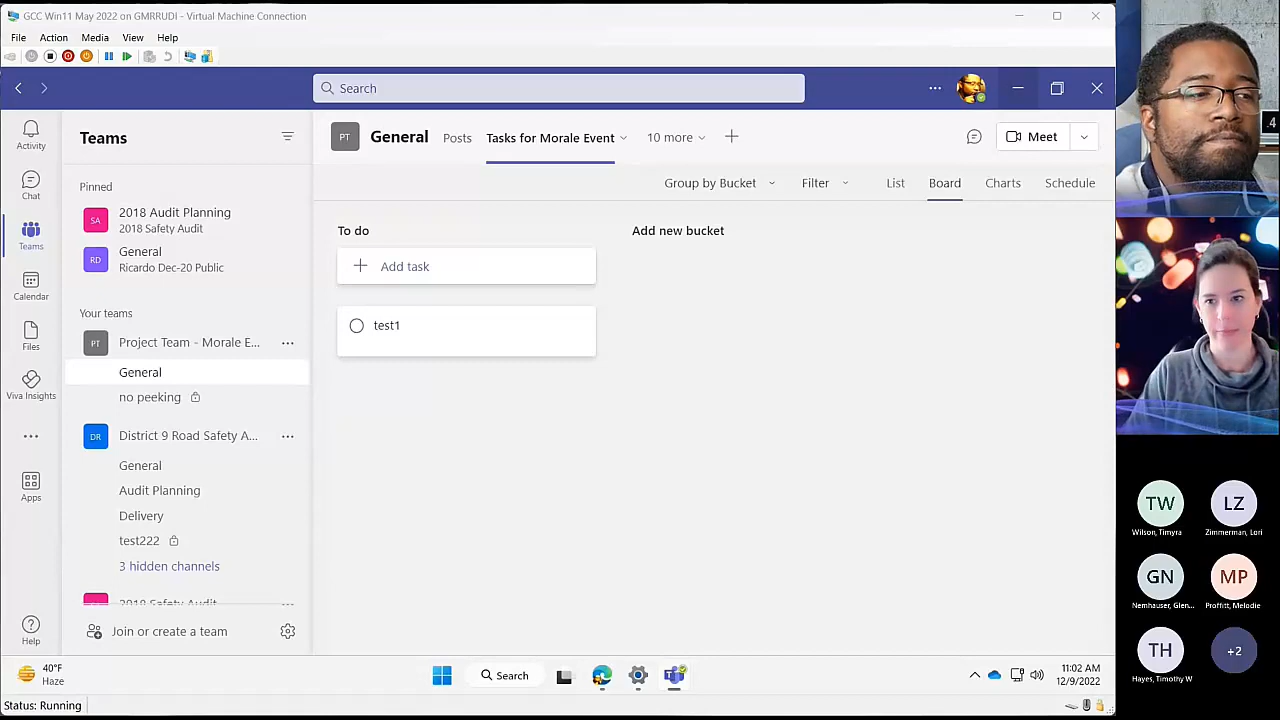 GCC Win11 May 2022 on GMRRUDI - Virtual Machine Connection
File Action Media View Help
Search
Activity
Chat
Teams
Calendar
Files
Viva Insights
Apps
Help
Teams
Pinned
SA
2018 Audit Planning
2018 Safety Audit
RD
General
Ricardo Dec-20 Public
Your teams
PT
Project Team - Morale E...
General
no peeking
DR
District 9 Road Safety A...
General
Audit Planning
Delivery
test222
3 hidden channels
2018 Safety Audit
Join or create a team
PT
General Posts Tasks for Morale Event 10 more
Meet
Group by Bucket Filter List Board Charts Schedule
To do
Add new bucket
Add task
test1
40°F
Haze
Search
11:02 AM
12/9/2022
Status: Running
.4
TW
Wilson, Timyra
LZ
Zimmerman, Lori
GN
Nemhauser, Glen...
MP
Proffitt, Melodie
TH
Hayes, Timothy W
+2